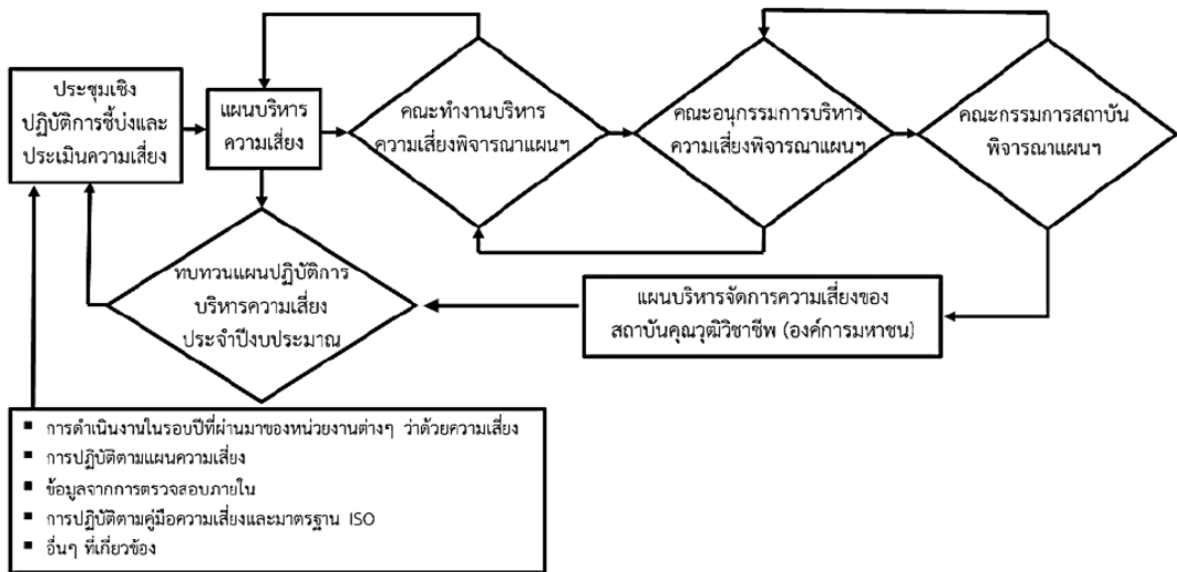 ประชุมเชิง
ปฏิบัติการชี้บ่งและ
ประเมินความเสี่ยง
แผนบริหาร
ความเสี่ยง
คณะทำงานบริหาร
ความเสี่ยงพิจารณาแผนฯ
คณะอนุกรรมการบริหาร
ความเสี่ยงพิจารณาแผนฯ
คณะกรรมการสถาบัน
พิจารณาแผนฯ
ทบทวนแผนปฏิบัติการ
บริหารความเสี่ยง
ประจำปีงบประมาณ
แผนบริหารจัดการความเสี่ยงของ
สถาบันคุณวุฒิวิชาชีพ (องค์การมหาชน)
▪ การดำเนินงานในรอบปีที่ผ่านมาของหน่วยงานต่างๆ ว่าด้วยความเสี่ยง
▪ การปฏิบัติตามแผนความเสี่ยง
▪ ข้อมูลจากการตรวจสอบภายใน
▪ การปฏิบัติตามคู่มือความเสี่ยงและมาตรฐาน ISO
▪ อื่นๆ ที่เกี่ยวข้อง